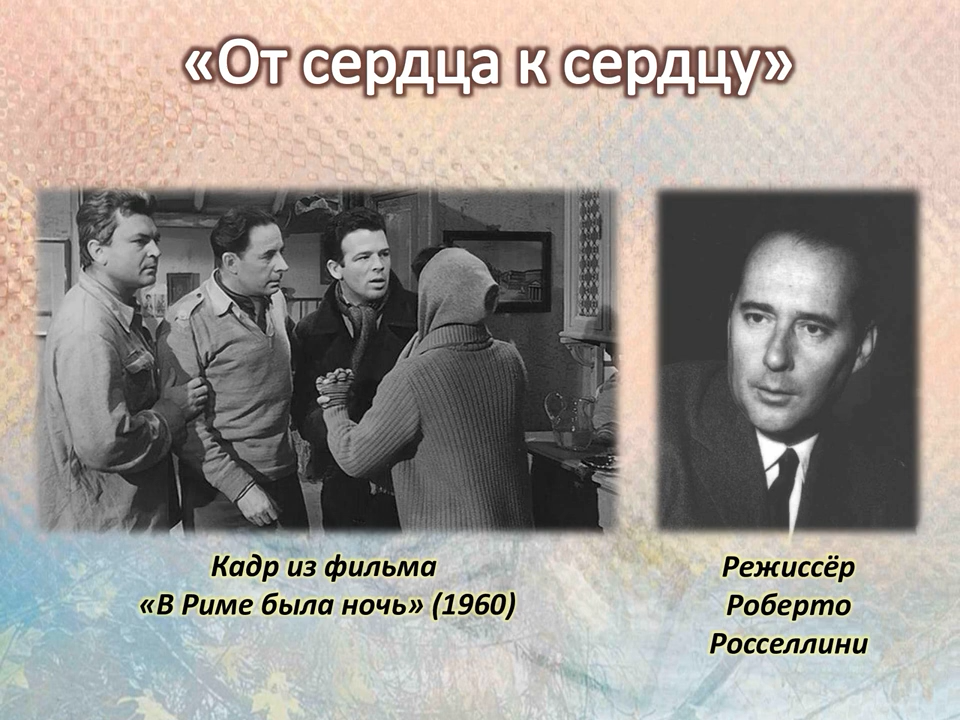 «От сердца к сердцу»
Кадр из фильма
«В Риме была ночь» (1960)
Режиссёр
Роберто
Росселлини